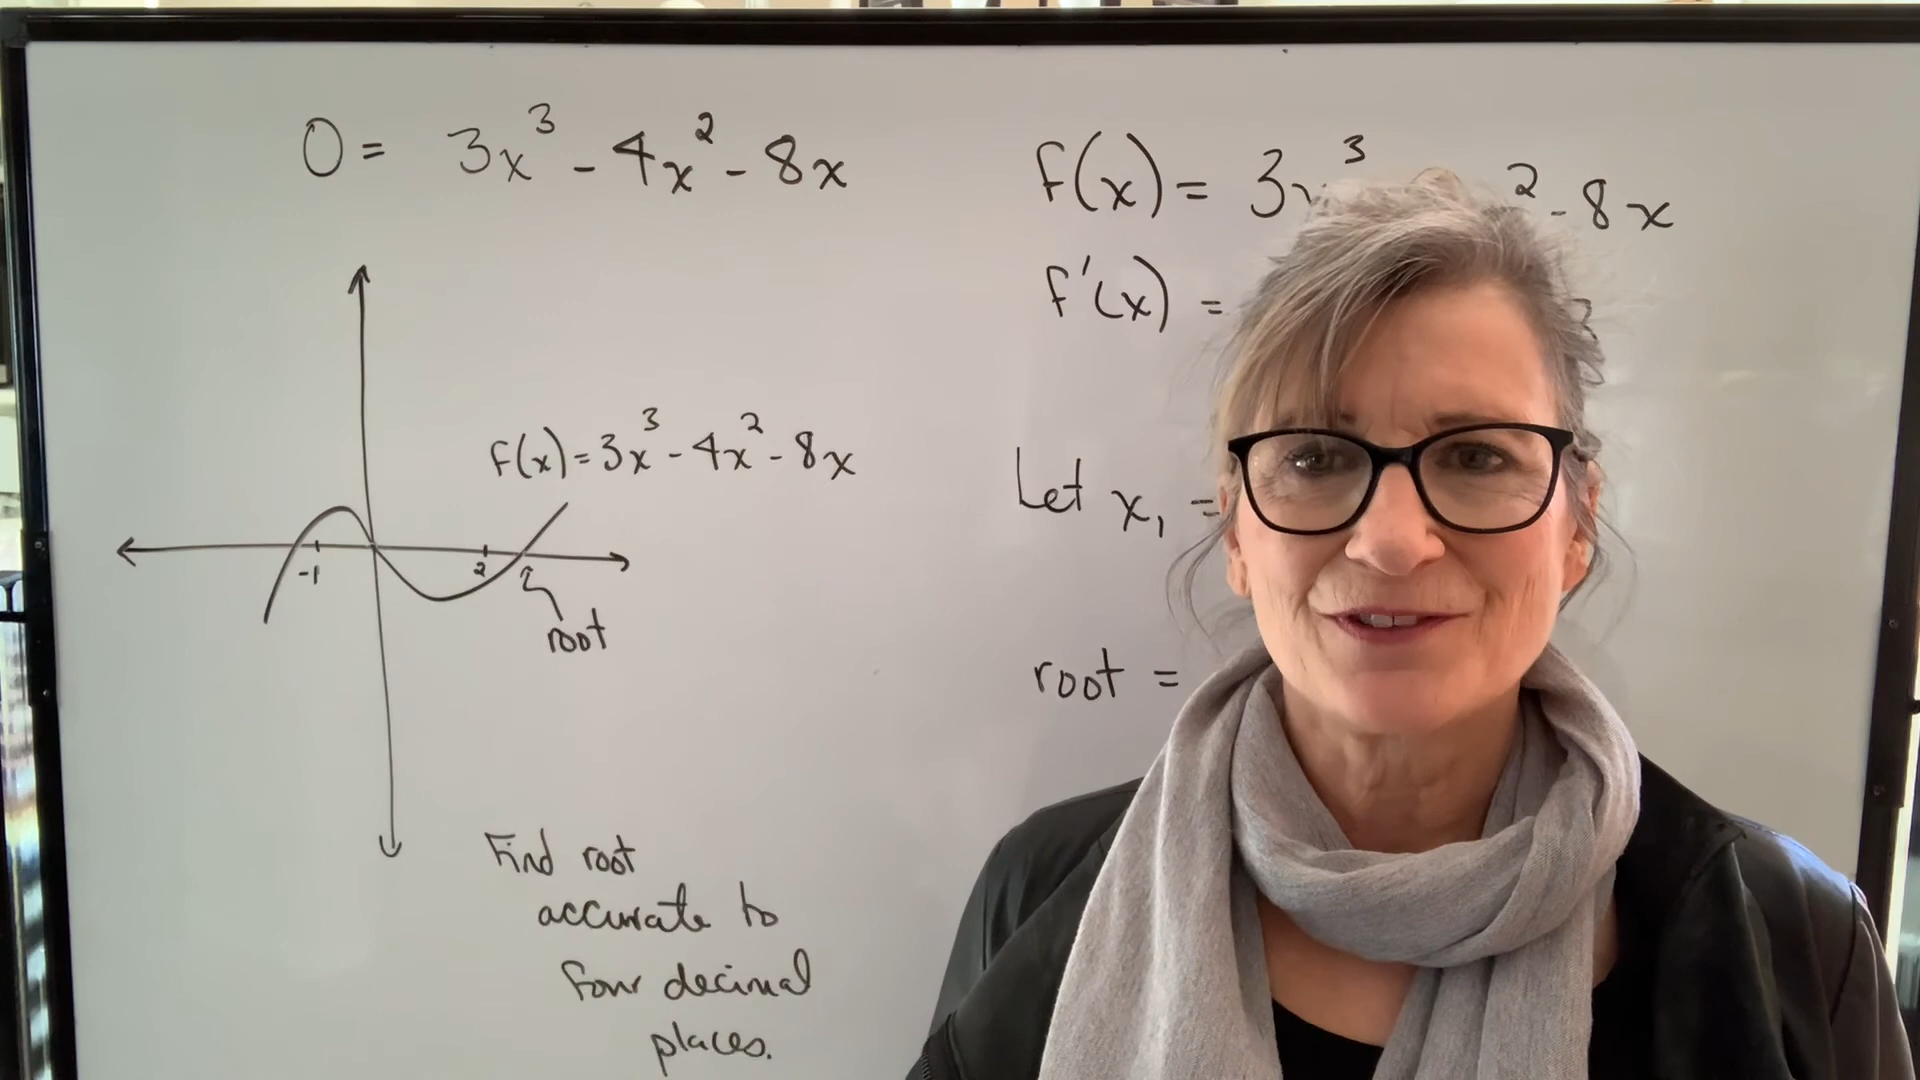 0 = 3x³ - 4x² - 8x
f(x) = 3x³ - 4x² - 8x
-1
2
root
Find root
accurate to
four decimal
places.
f(x) = 3x³ ² - 8x
f'(x) =
Let x₁ =
root =